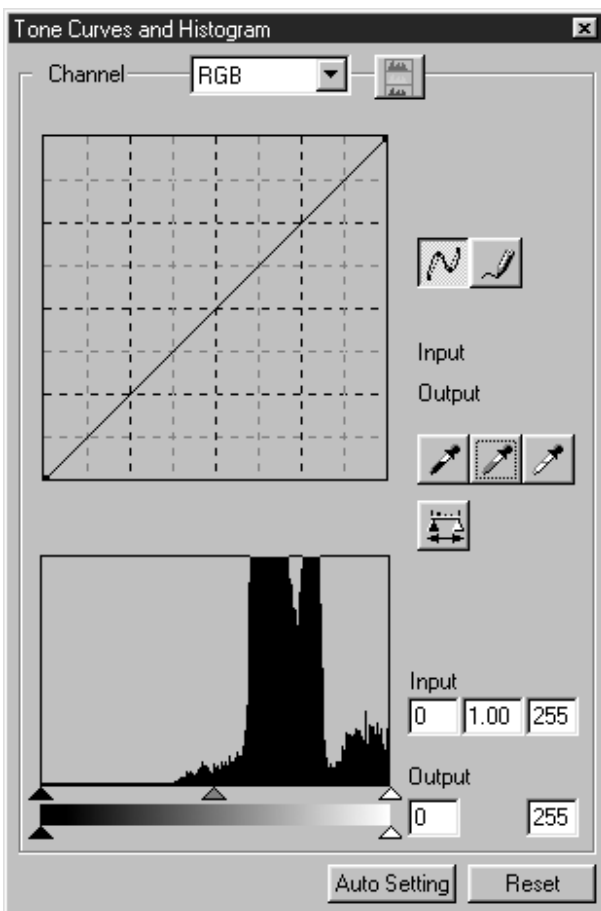 Tone Curves and Histogram
Channel RGB
Input
Output
Input
0 1.00 255
Output
0 255
Auto Setting Reset